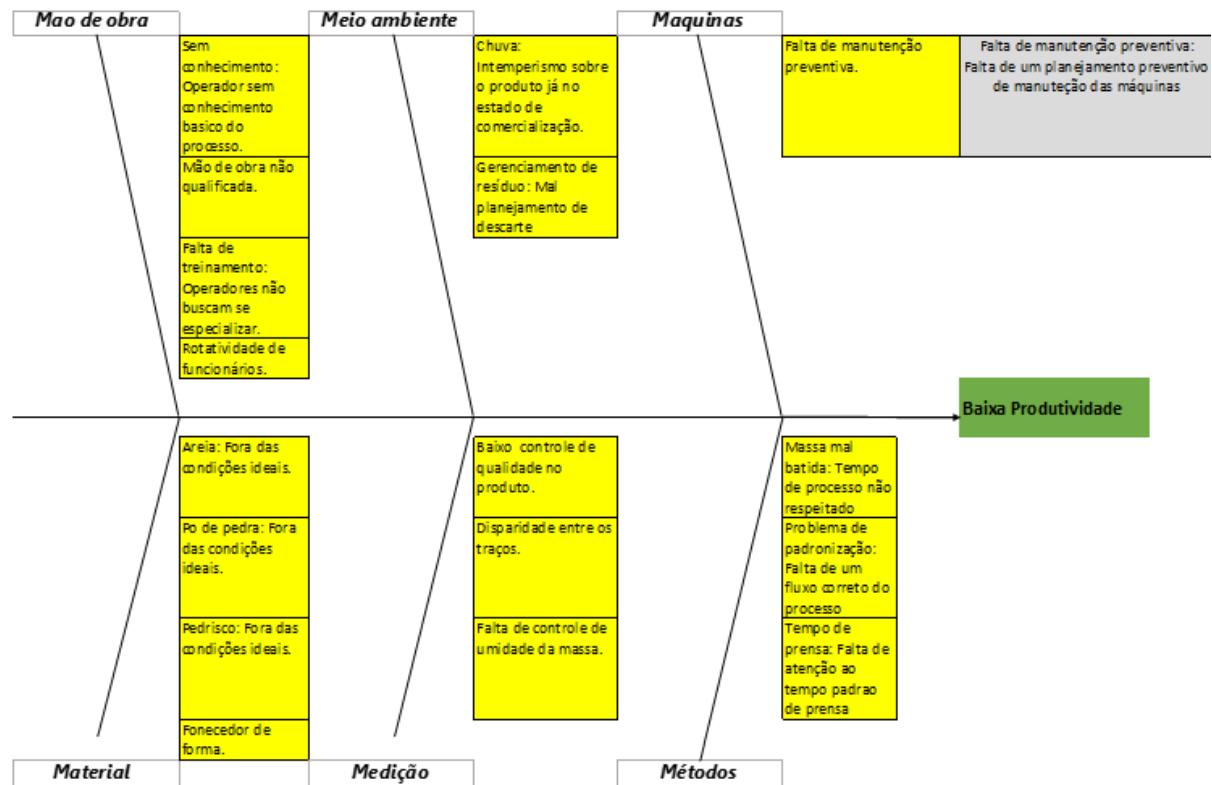 Mao de obra
Meio ambiente
Maquinas
Sem
conhecimento:
Operador sem
conhecimento
basico do
processo.
Mão de obra não
qualificada.
Falta de
treinamento:
Operadores não
buscam se
especializar.
Rotatividade de
funcionários.
Chuva:
Intemperismo sobre
o produto já no
estado de
comercialização.
Gerenciamento de
resíduo: Mal
planejamento de
descarte
Falta de manutenção
preventiva.
Falta de manutenção preventiva:
Falta de um planejamento preventivo
de manuteção das máquinas
Baixa Produtividade
Areia: Fora das
condições ideais.
Po de pedra: Fora
das condições
ideais.
Pedrisco: Fora das
condições ideais.
Fonecedor de
forma.
Baixo controle de
qualidade no
produto.
Disparidade entre os
traços.
Falta de controle de
umidade da massa.
Massa mal
batida: Tempo
de processo não
respeitado
Problema de
padronização:
Falta de um
fluxo correto do
processo
Tempo de
prensa: Falta de
atenção ao
tempo padrao
de prensa
Material
Medição
Métodos